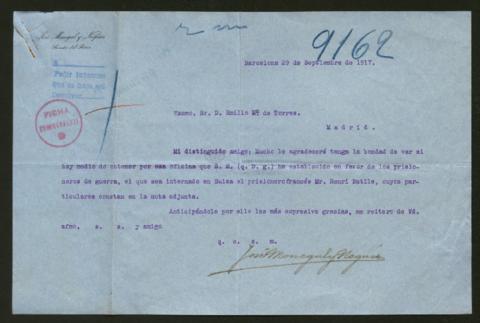 José Monegal y Nogués
Senador del Reino
9162
Barcelona 29 de Septiembre de 1917.
Pedir informes
Excmo. Sr. D. Emilio Mª de Torres.
Madrid.
Mi distinguido amigo; Mucho le agradeceré tenga la bondad de ver si
hay medio de obtener por esa oficina que S. M. (q. D. g.) ha establecido en favor de los prisio-
neros de guerra, el que sea internado en Suiza el prisionero francés Mr. Henri Batile, cuyos par-
ticulares constan en la nota adjunta.
Anticipándole por ello las más expresivas gracias, me reitero de Vd.
afmo. s. s. y amigo
q. e. s. m.
José Monegal y Nogués
FICHA